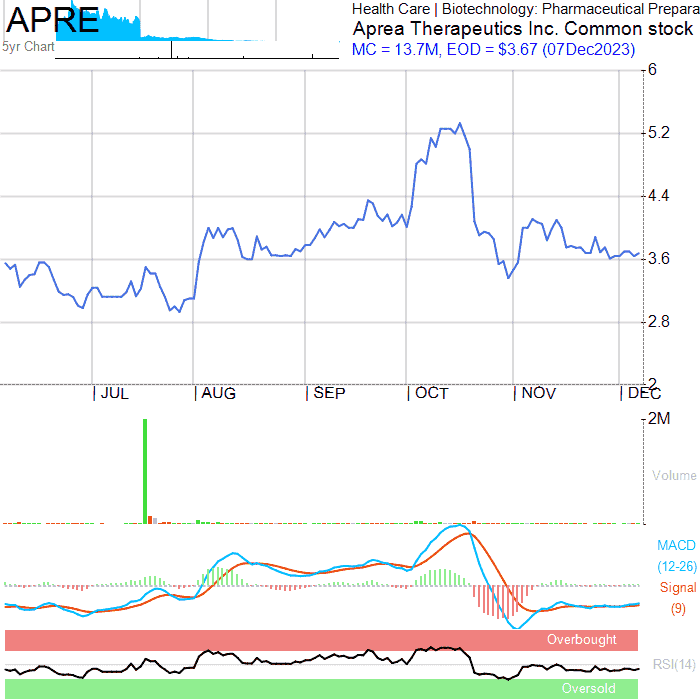 APRE
5yr Chart
Health Care | Biotechnology: Pharmaceutical Prepara
Aprea Therapeutics Inc. Common stock
MC = 13.7M, EOD = $3.67 (07Dec2023)
6
5.2
4.4
3.6
2.8
2
JUL AUG SEP OCT NOV DEC
2M
Volume
MACD
(12-26)
Signal
(9)
Overbought
RSI(14)
Oversold